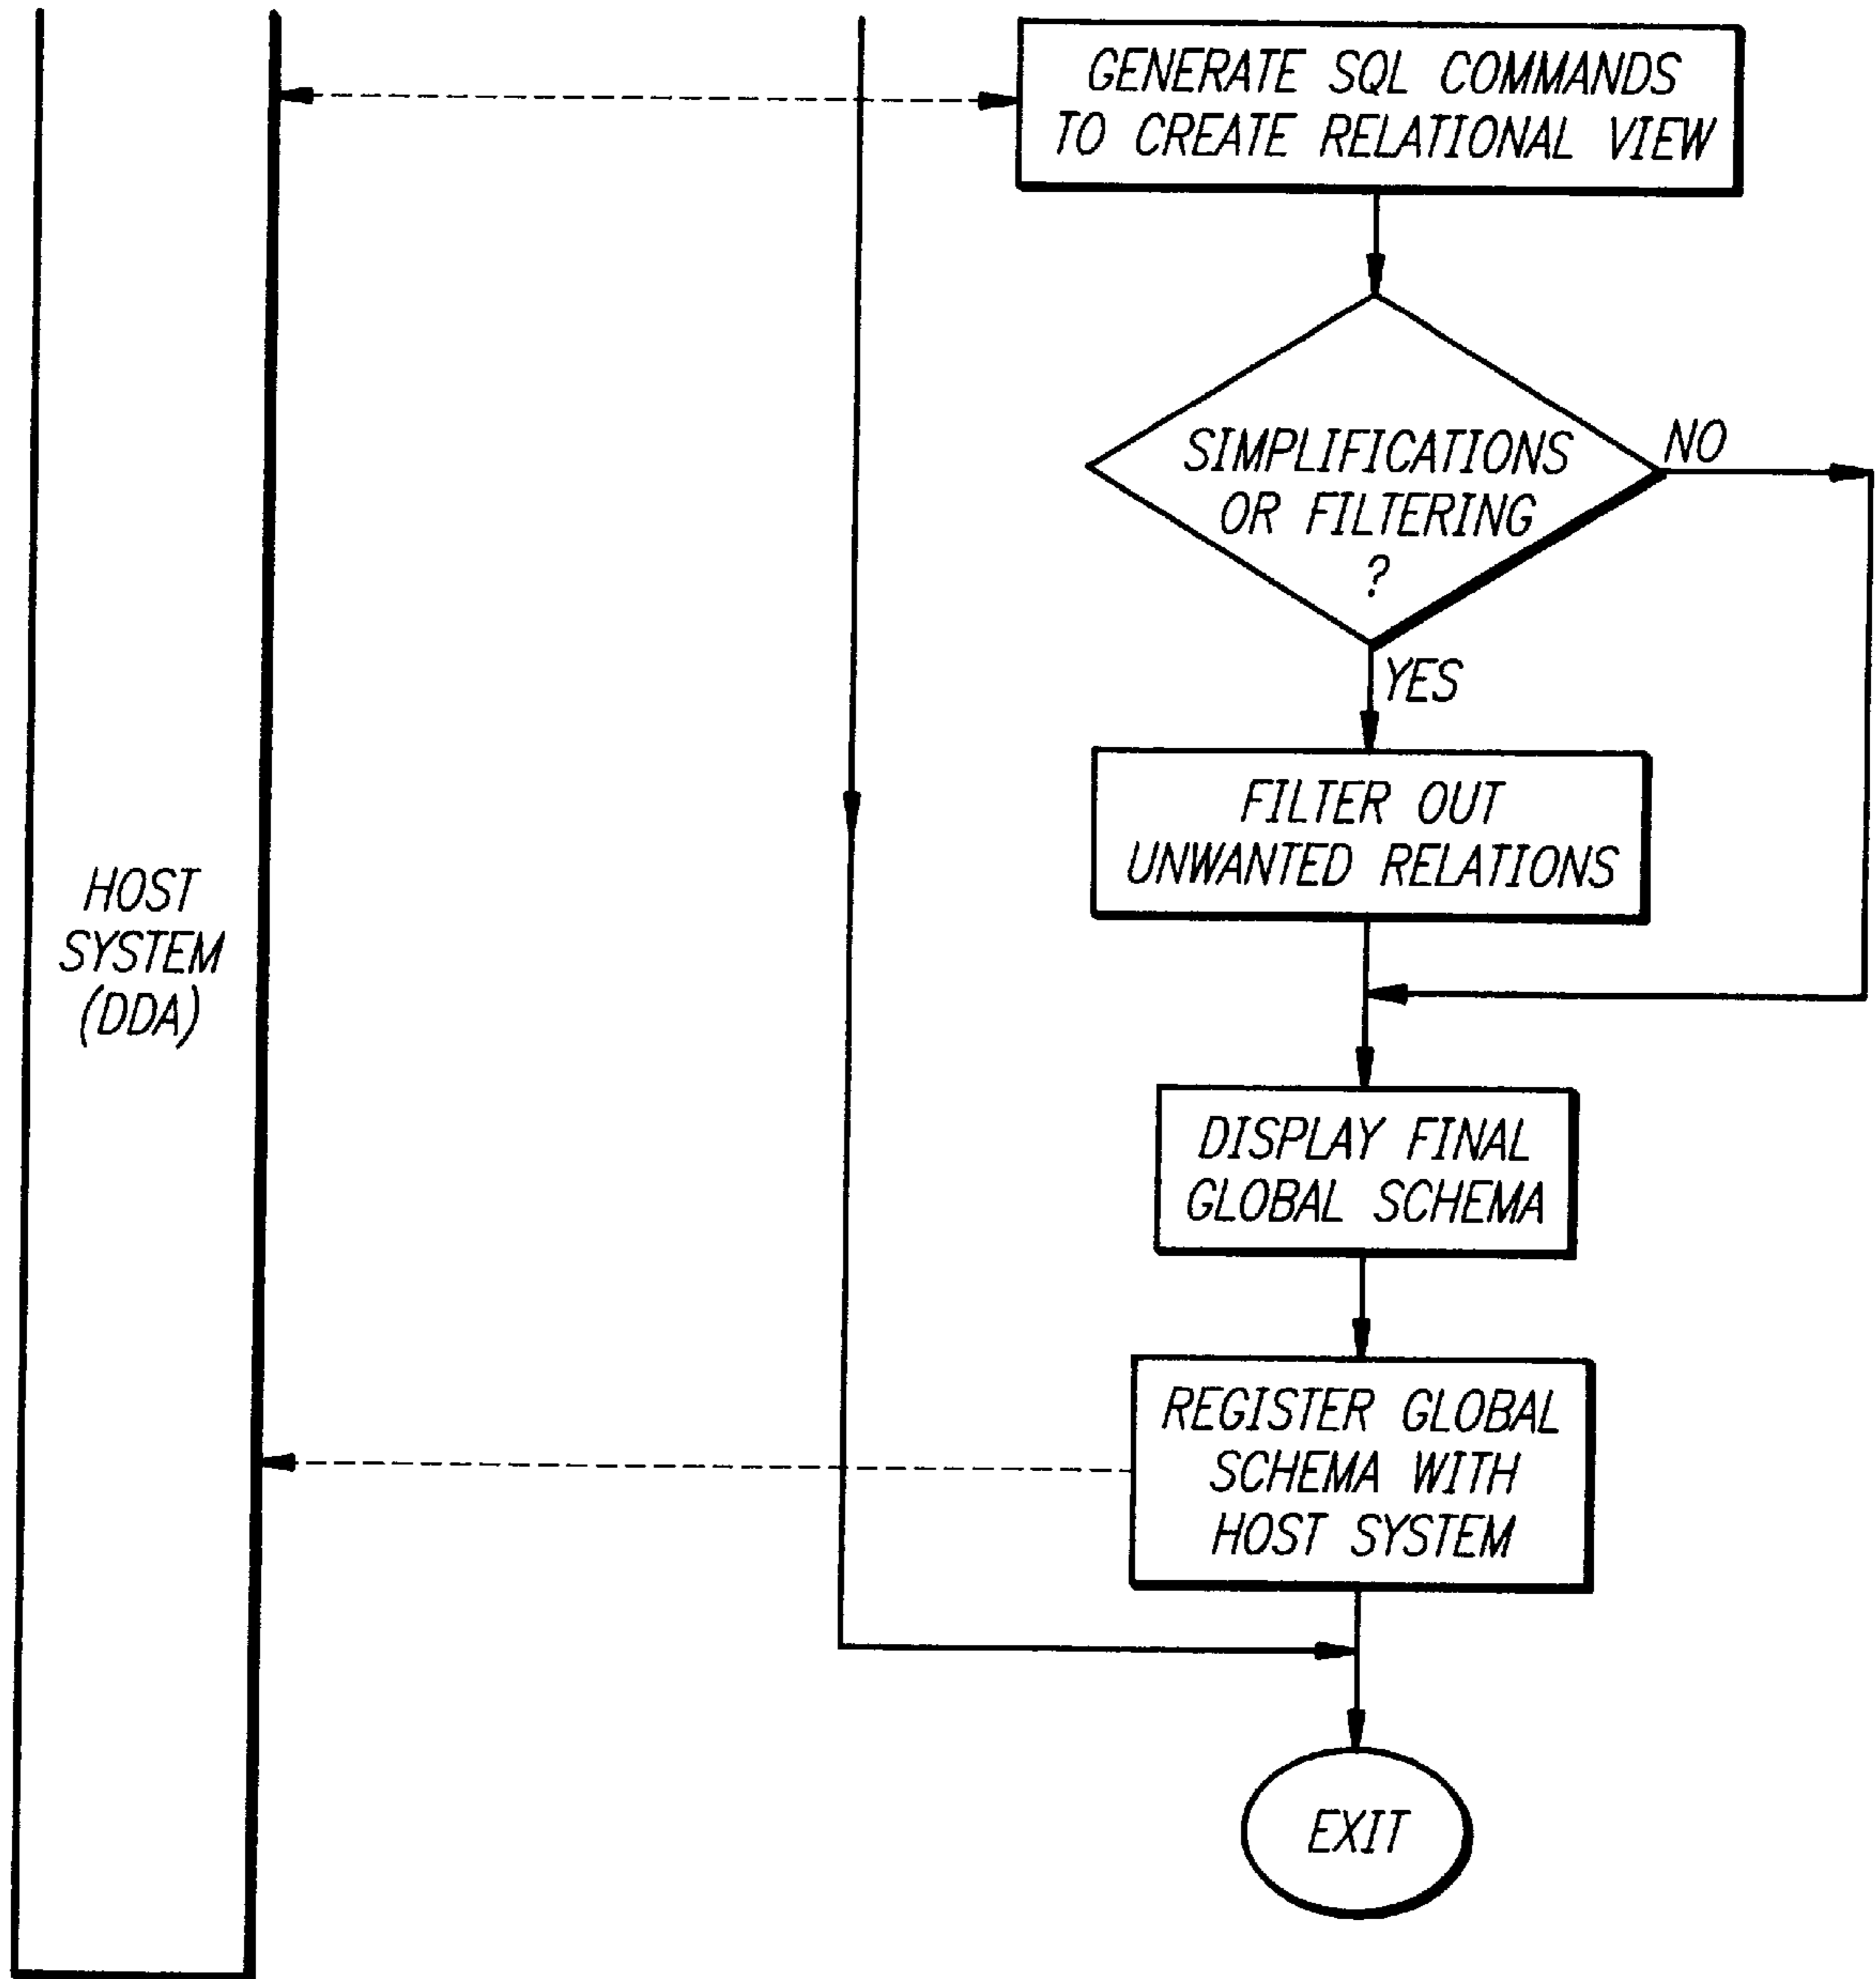 GENERATE SQL COMMANDS
TO CREATE RELATIONAL VIEW
SIMPLIFICATIONS
OR FILTERING
?
NO
YES
FILTER OUT
UNWANTED RELATIONS
HOST
SYSTEM
(DDA)
DISPLAY FINAL
GLOBAL SCHEMA
REGISTER GLOBAL
SCHEMA WITH
HOST SYSTEM
EXIT